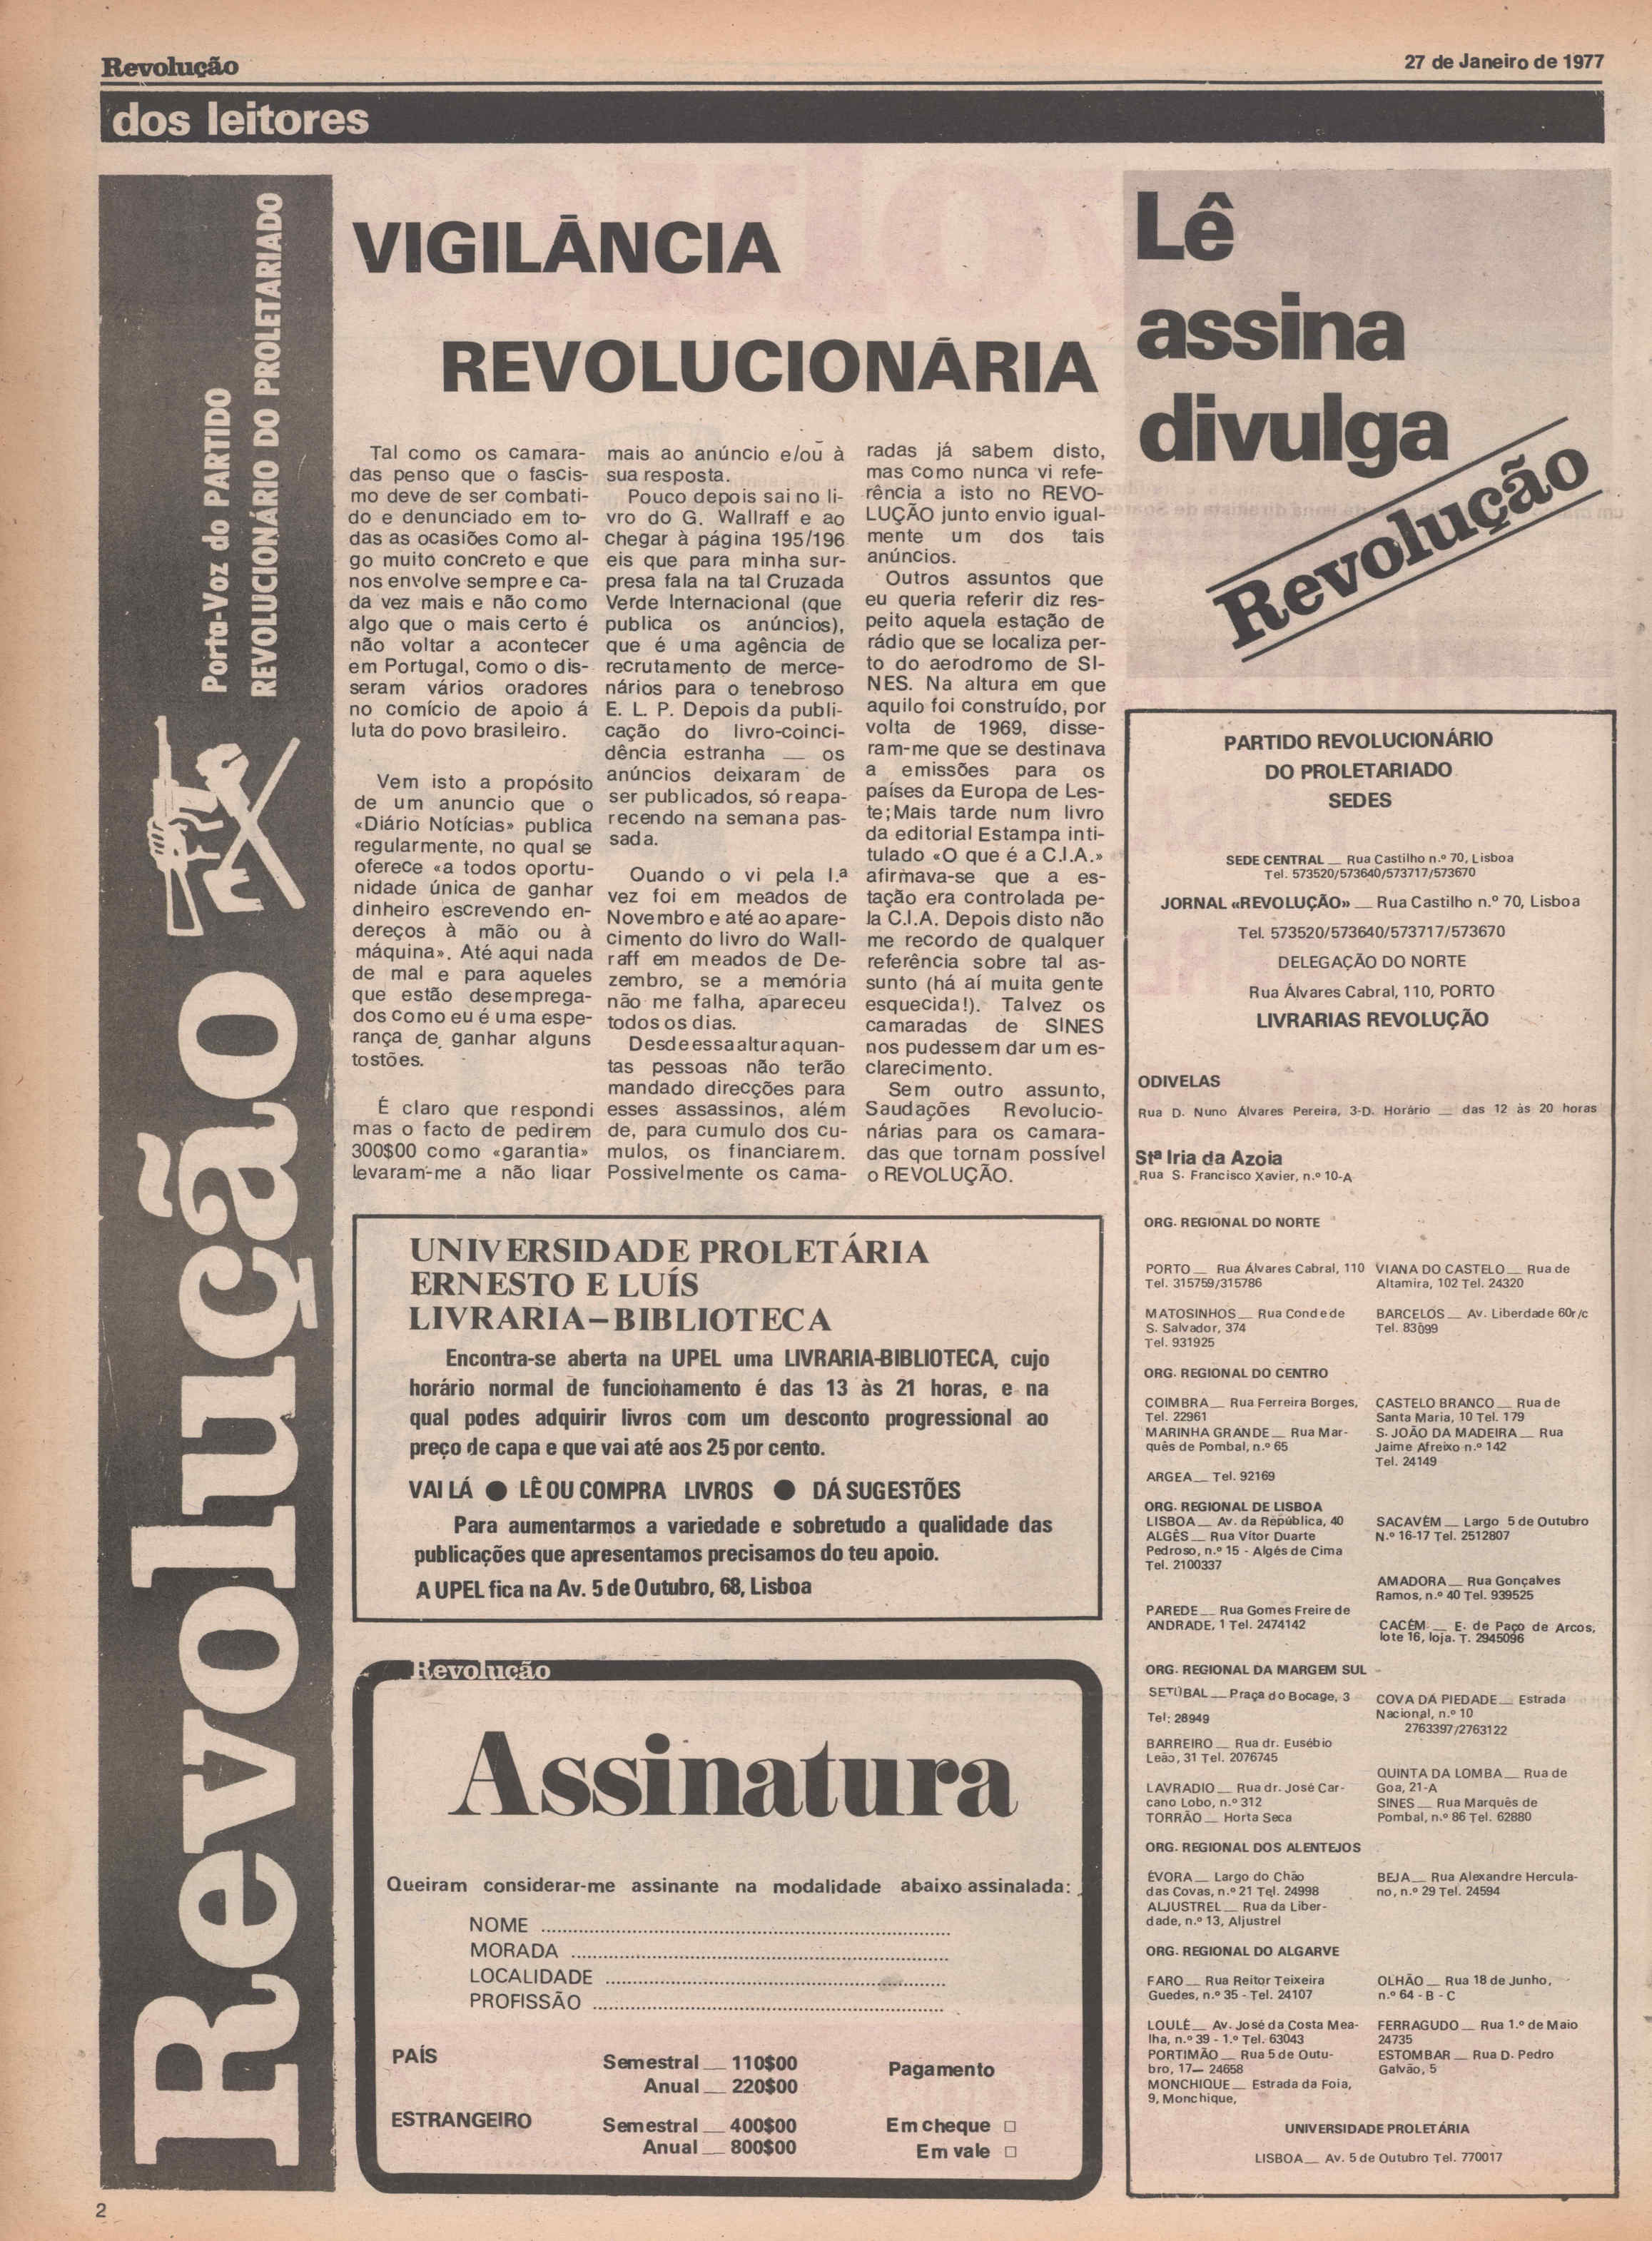 Revolução
27 de Janeiro de 1977
dos leitores
Revolução
Porta-Voz do PARTIDO
REVOLUCIONÁRIO DO PROLETARIADO
VIGILÂNCIA
REVOLUCIONÁRIA
Tal como os camara-
das penso que o fascis-
mo deve de ser combati-
do e denunciado em to-
das as ocasiões como al-
go muito concreto e que
nos envolve sempre e ca-
da vez mais e não como
algo que o mais certo é
não voltar a acontecer
em Portugal, como o dis-
seram vários oradores
no comício de apoio á
luta do povo brasileiro.
Vem isto a propósito
de um anuncio que o
«Diário Notícias» publica
regularmente, no qual se
oferece «a todos oportu-
nidade única de ganhar
dinheiro escrevendo en-
dereços à mão ou à
máquina». Até aqui nada
de mal e para aqueles
que estão desemprega-
dos como eu é uma espe-
rança de ganhar alguns
tostões.
É claro que respondi
mas o facto de pedirem
300$00 como «garantia»
levaram-me a não ligar
mais ao anúncio e/ou à
sua resposta.
Pouco depois sai no li-
vro do G. Wallraff e ao
chegar à página 195/196
eis que para minha sur-
presa fala na tal Cruzada
Verde Internacional (que
publica os anúncios),
que é uma agência de
recrutamento de merce-
nários para o tenebroso
E. L. P. Depois da publi-
cação do livro-coinci-
dência estranha — os
anúncios deixaram de
ser publicados, só reapa-
recendo na semana pas-
sada.
Quando o vi pela I.ª
vez foi em meados de
Novembro e até ao apare-
cimento do livro do Wall-
raff em meados de De-
zembro, se a memória
não me falha, apareceu
todos os dias.
Desde essa altura quan-
tas pessoas não terão
mandado direcções para
esses assassinos, além
de, para cumulo dos cu-
mulos, os financiarem.
Possivelmente os cama-
radas já sabem disto,
mas como nunca vi refe-
rência a isto no REVO-
LUÇÃO junto envio igual-
mente um dos tais
anúncios.
Outros assuntos que
eu queria referir diz res-
peito aquela estação de
rádio que se localiza per-
to do aerodromo de SI-
NES. Na altura em que
aquilo foi construído, por
volta de 1969, disse-
ram-me que se destinava
a emissões para os
países da Europa de Les-
te; Mais tarde num livro
da editorial Estampa inti-
tulado «O que é a C.I.A.»
afirmava-se que a es-
tação era controlada pe-
la C.I.A. Depois disto não
me recordo de qualquer
referência sobre tal as-
sunto (há aí muita gente
esquecida!). Talvez os
camaradas de SINES
nos pudessem dar um es-
clarecimento.
Sem outro assunto,
Saudações Revolucio-
nárias para os camara-
das que tornam possível
o REVOLUÇÃO.
UNIVERSIDADE PROLETÁRIA
ERNESTO E LUÍS
LIVRARIA–BIBLIOTECA
Encontra-se aberta na UPEL uma LIVRARIA-BIBLIOTECA, cujo
horário normal de funcionamento é das 13 às 21 horas, e na
qual podes adquirir livros com um desconto progressional ao
preço de capa e que vai até aos 25 por cento.
VAI LÁ ● LÊ OU COMPRA LIVROS ● DÁ SUGESTÕES
Para aumentarmos a variedade e sobretudo a qualidade das
publicações que apresentamos precisamos do teu apoio.
A UPEL fica na Av. 5 de Outubro, 68, Lisboa
Revolução
Assinatura
Queiram considerar-me assinante na modalidade abaixo assinalada:
NOME
MORADA
LOCALIDADE
PROFISSÃO
PAÍS
Semestral — 110$00
Anual — 220$00
Pagamento
ESTRANGEIRO
Semestral — 400$00
Anual — 800$00
Em cheque □
Em vale □
Lê
assina
divulga
Revolução
PARTIDO REVOLUCIONÁRIO
DO PROLETARIADO
SEDES
SEDE CENTRAL — Rua Castilho n.º 70, Lisboa
Tel. 573520/573640/573717/573670
JORNAL «REVOLUÇÃO» — Rua Castilho n.º 70, Lisboa
Tel. 573520/573640/573717/573670
DELEGAÇÃO DO NORTE
Rua Álvares Cabral, 110, PORTO
LIVRARIAS REVOLUÇÃO
ODIVELAS
Rua D. Nuno Álvares Pereira, 3-D. Horário — das 12 às 20 horas
Stª Iria da Azoia
Rua S. Francisco Xavier, n.º 10-A
ORG. REGIONAL DO NORTE
PORTO — Rua Álvares Cabral, 110
Tel. 315759/315786
VIANA DO CASTELO — Rua de
Altamira, 102 Tel. 24320
MATOSINHOS — Rua Conde de
S. Salvador, 374
Tel. 931925
BARCELOS — Av. Liberdade 60r/c
Tel. 83099
ORG. REGIONAL DO CENTRO
COIMBRA — Rua Ferreira Borges,
Tel. 22961
MARINHA GRANDE — Rua Mar-
quês de Pombal, n.º 65
ARGEA — Tel. 92169
CASTELO BRANCO — Rua de
Santa Maria, 10 Tel. 179
S. JOÃO DA MADEIRA — Rua
Jaime Afreixo n.º 142
Tel. 24149
ORG. REGIONAL DE LISBOA
LISBOA — Av. da República, 40
ALGÉS — Rua Vítor Duarte
Pedroso, n.º 15 - Algés de Cima
Tel. 2100337
SACAVÉM — Largo 5 de Outubro
N.º 16-17 Tel. 2512807
AMADORA — Rua Gonçalves
Ramos, n.º 40 Tel. 939525
PAREDE — Rua Gomes Freire de
ANDRADE, 1 Tel. 2474142
CACÉM — E. de Paço de Arcos,
lote 16, loja. T. 2945096
ORG. REGIONAL DA MARGEM SUL
SETÚBAL — Praça do Bocage, 3
Tel: 28949
COVA DA PIEDADE — Estrada
Nacional, n.º 10
2763397/2763122
BARREIRO — Rua dr. Eusébio
Leão, 31 Tel. 2076745
LAVRADIO — Rua dr. José Car-
cano Lobo, n.º 312
TORRÃO — Horta Seca
QUINTA DA LOMBA — Rua de
Goa, 21-A
SINES — Rua Marquês de
Pombal, n.º 86 Tel. 62880
ORG. REGIONAL DOS ALENTEJOS
ÉVORA — Largo do Chão
das Covas, n.º 21 Tel. 24998
ALJUSTREL — Rua da Liber-
dade, n.º 13, Aljustrel
BEJA — Rua Alexandre Hercula-
no, n.º 29 Tel. 24594
ORG. REGIONAL DO ALGARVE
FARO — Rua Reitor Teixeira
Guedes, n.º 35 - Tel. 24107
OLHÃO — Rua 18 de Junho,
n.º 64 - B - C
LOULÉ — Av. José da Costa Mea-
lha, n.º 39 - 1.º Tel. 63043
PORTIMÃO — Rua 5 de Outu-
bro, 17— 24658
MONCHIQUE — Estrada da Foia,
9, Monchique,
FERRAGUDO — Rua 1.º de Maio
24735
ESTOMBAR — Rua D. Pedro
Galvão, 5
UNIVERSIDADE PROLETÁRIA
LISBOA — Av. 5 de Outubro Tel. 770017
2